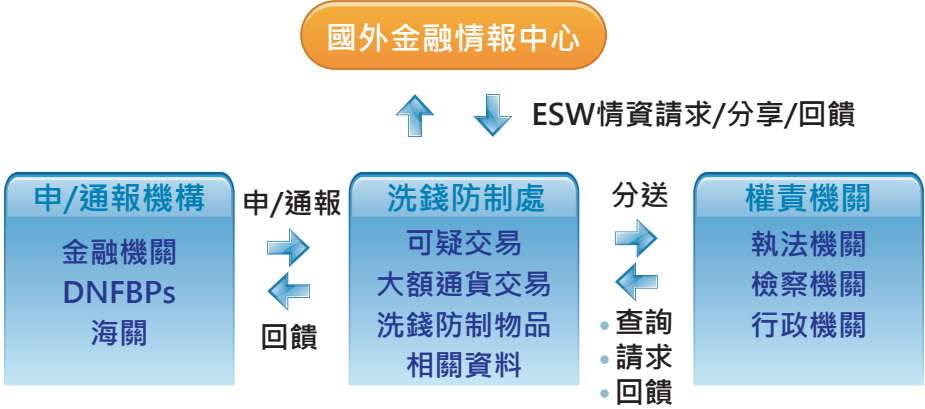 國外金融情報中心
ESW情資請求/分享/回饋
申/通報機構
金融機關
DNFBPs
海關
申/通報
回饋
洗錢防制處
可疑交易
大額通貨交易
洗錢防制物品
相關資料
分送
•查詢
•請求
•回饋
權責機關
執法機關
檢察機關
行政機關